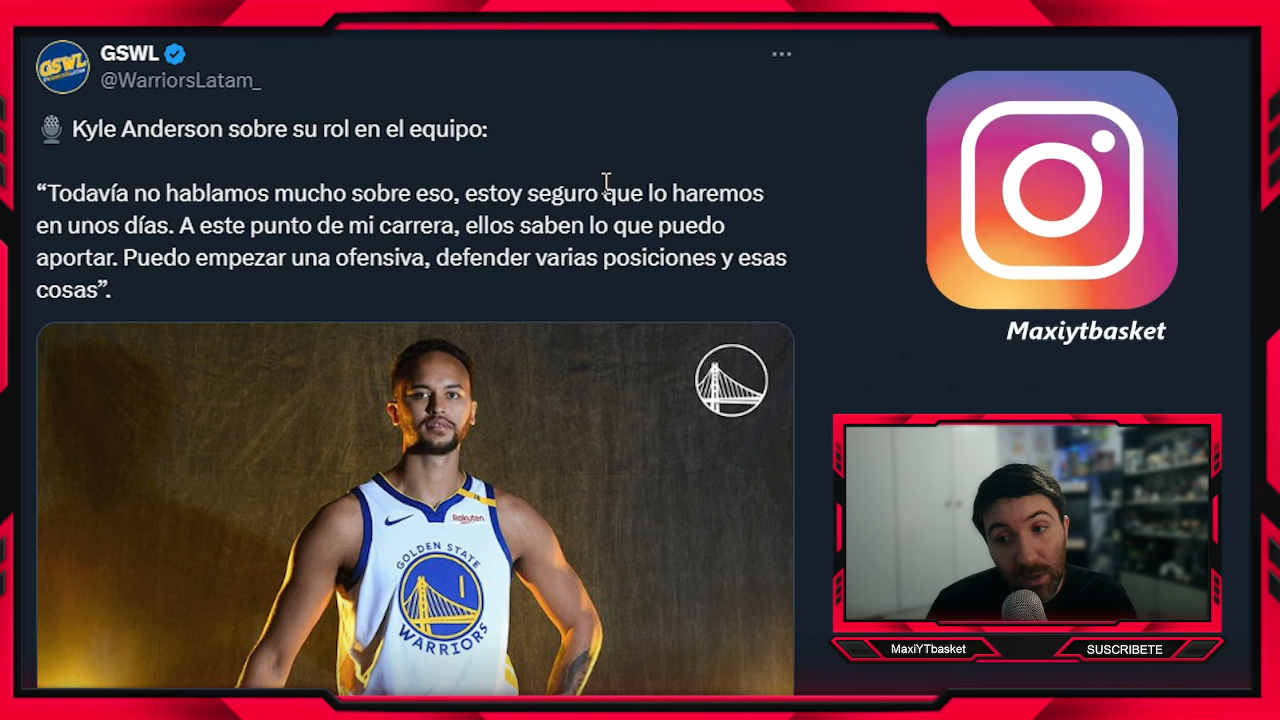 GSWL
@WarriorsLatam_
Kyle Anderson sobre su rol en el equipo:
“Todavía no hablamos mucho sobre eso, estoy seguro que lo haremos
en unos días. A este punto de mi carrera, ellos saben lo que puedo
aportar. Puedo empezar una ofensiva, defender varias posiciones y esas
cosas”.
GSWL
Rakuten
GOLDEN STATE
WARRIORS
Maxiytbasket
MaxiYTbasket
SUSCRIBETE